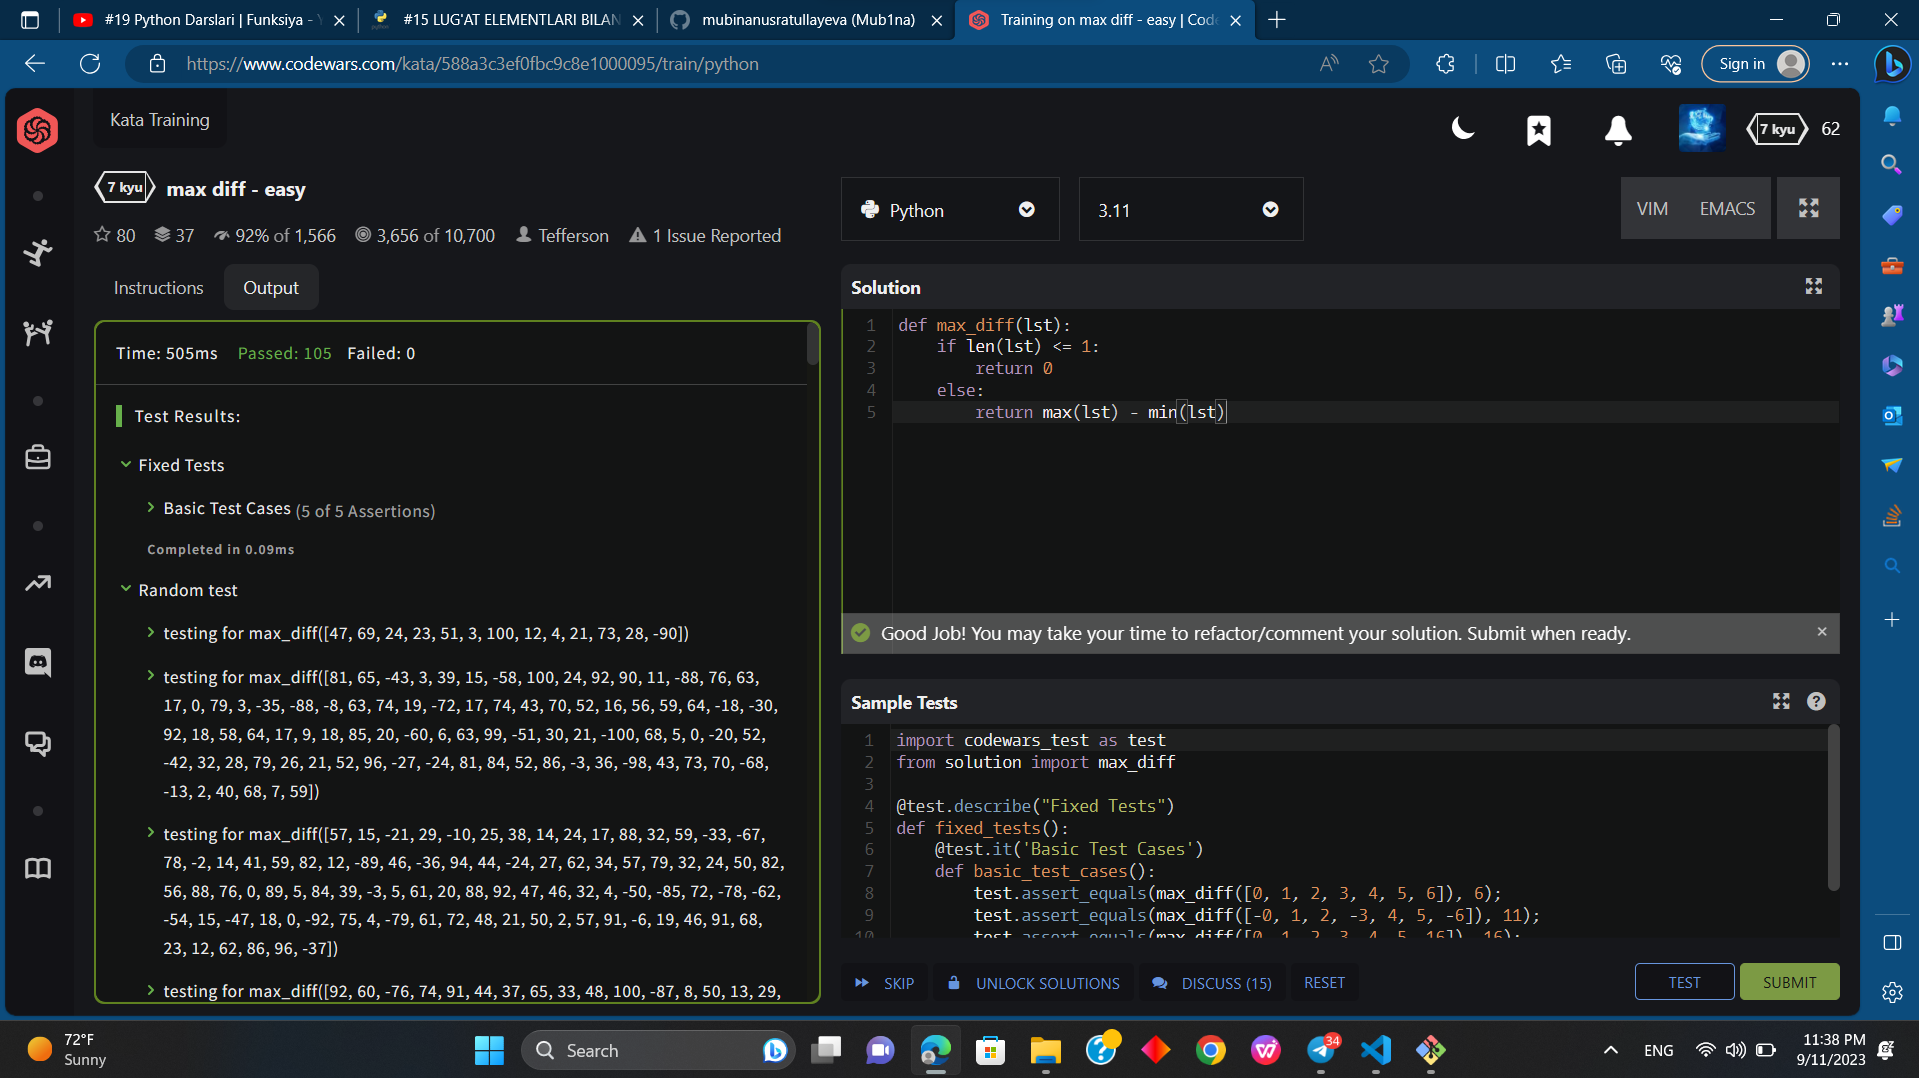 #19 Python Darslari | Funksiya -
#15 LUG'AT ELEMENTLARI BILAN
mubinanusratullayeva (Mub1na)
Training on max diff - easy | Cod
https://www.codewars.com/kata/588a3c3ef0fbc9c8e1000095/train/python
Sign in
Kata Training
7 kyu
62
7 kyu
max diff - easy
80
37
92% of 1,566
3,656 of 10,700
Tefferson
1 Issue Reported
Python
3.11
VIM
EMACS
Instructions
Output
Time: 505ms Passed: 105 Failed: 0
Test Results:
Fixed Tests
Basic Test Cases (5 of 5 Assertions)
Completed in 0.09ms
Random test
testing for max_diff([47, 69, 24, 23, 51, 3, 100, 12, 4, 21, 73, 28, -90])
testing for max_diff([81, 65, -43, 3, 39, 15, -58, 100, 24, 92, 90, 11, -88, 76, 63,
17, 0, 79, 3, -35, -88, -8, 63, 74, 19, -72, 17, 74, 43, 70, 52, 16, 56, 59, 64, -18, -30,
92, 18, 58, 64, 17, 9, 18, 85, 20, -60, 6, 63, 99, -51, 30, 21, -100, 68, 5, 0, -20, 52,
-42, 32, 28, 79, 26, 21, 52, 96, -27, -24, 81, 84, 52, 86, -3, 36, -98, 43, 73, 70, -68,
-13, 2, 40, 68, 7, 59])
testing for max_diff([57, 15, -21, 29, -10, 25, 38, 14, 24, 17, 88, 32, 59, -33, -67,
78, -2, 14, 41, 59, 82, 12, -89, 46, -36, 94, 44, -24, 27, 62, 34, 57, 79, 32, 24, 50, 82,
56, 88, 76, 0, 89, 5, 84, 39, -3, 5, 61, 20, 88, 92, 47, 46, 32, 4, -50, -85, 72, -78, -62,
-54, 15, -47, 18, 0, -92, 75, 4, -79, 61, 72, 48, 21, 50, 2, 57, 91, -6, 19, 46, 91, 68,
23, 12, 62, 86, 96, -37])
testing for max_diff([92, 60, -76, 74, 91, 44, 37, 65, 33, 48, 100, -87, 8, 50, 13, 29,
Solution
1 def max_diff(lst):
2     if len(lst) <= 1:
3         return 0
4     else:
5         return max(lst) - min(lst)
Good Job! You may take your time to refactor/comment your solution. Submit when ready.
Sample Tests
1 import codewars_test as test
2 from solution import max_diff
3
4 @test.describe("Fixed Tests")
5 def fixed_tests():
6     @test.it('Basic Test Cases')
7     def basic_test_cases():
8         test.assert_equals(max_diff([0, 1, 2, 3, 4, 5, 6]), 6);
9         test.assert_equals(max_diff([-0, 1, 2, -3, 4, 5, -6]), 11);
10         test.assert_equals(max_diff([0, 1, 2, 3, 4, 5, 16]), 16);
SKIP
UNLOCK SOLUTIONS
DISCUSS (15)
RESET
TEST
SUBMIT
72°F
Sunny
Search
34
ENG
11:38 PM
9/11/2023